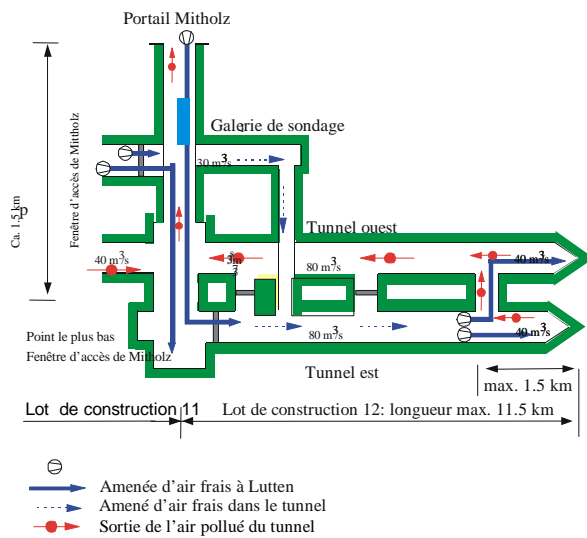 Portail Mitholz
Galerie de sondage
30 m³/s
Fenêtre d'accès de Mittholz
Ca. 1.5 km
Tunnel ouest
40 m³/s
80 m³/s
40 m³/s
80 m³/s
40 m³/s
Point le plus bas
Fenêtre d'accès de Mitholz
Tunnel est
max. 1.5 km
Lot de construction 11
Lot de construction 12: longueur max. 11.5 km
Amenée d'air frais à Lutten
Amené d'air frais dans le tunnel
Sortie de l'air pollué du tunnel